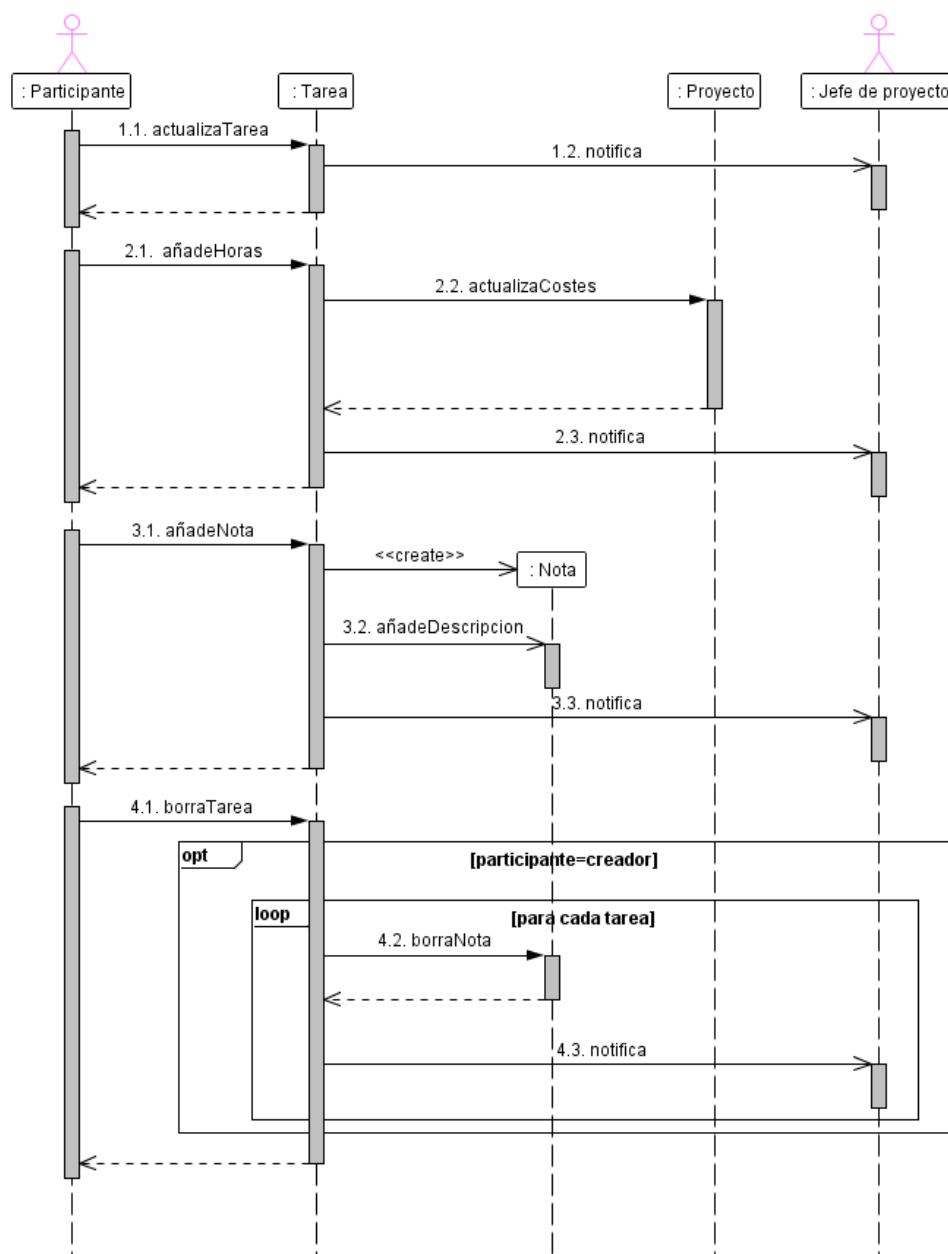 : Participante
: Tarea
: Proyecto
: Jefe de proyecto
1.1. actualizaTarea
1.2. notifica
2.1. añadeHoras
2.2. actualizaCostes
2.3. notifica
3.1. añadeNota
<<create>>
: Nota
3.2. añadeDescripcion
3.3. notifica
4.1. borraTarea
opt
[participante=creador]
loop
[para cada tarea]
4.2. borraNota
4.3. notifica